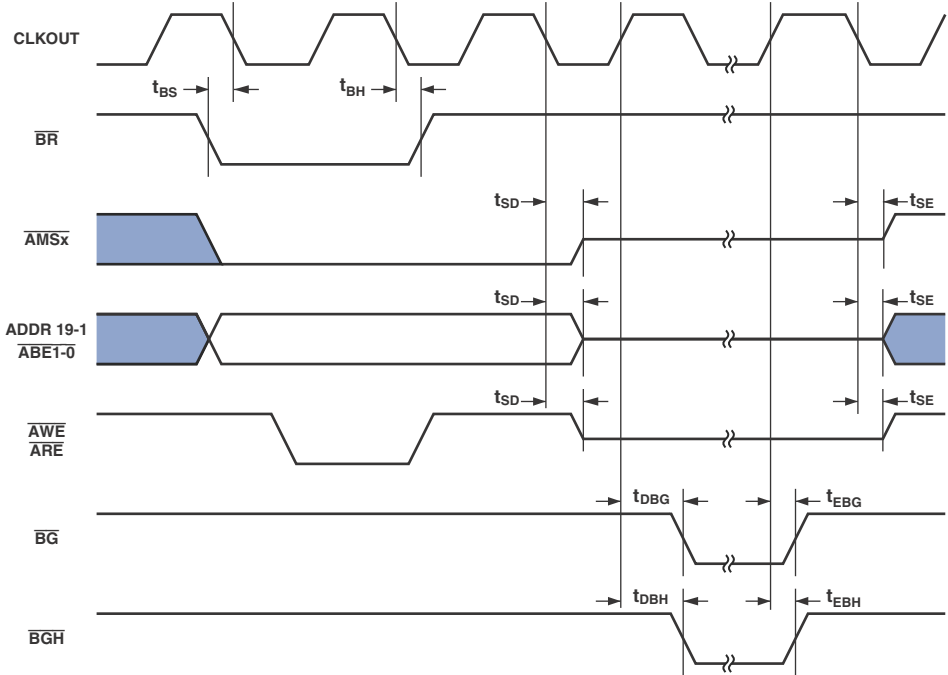 CLKOUT
tBS
tBH
BR
tSD
tSE
AMSx
tSD
tSE
ADDR 19-1
ABE1-0
tSD
tSE
AWE
ARE
tDBG
tEBG
BG
tDBH
tEBH
BGH